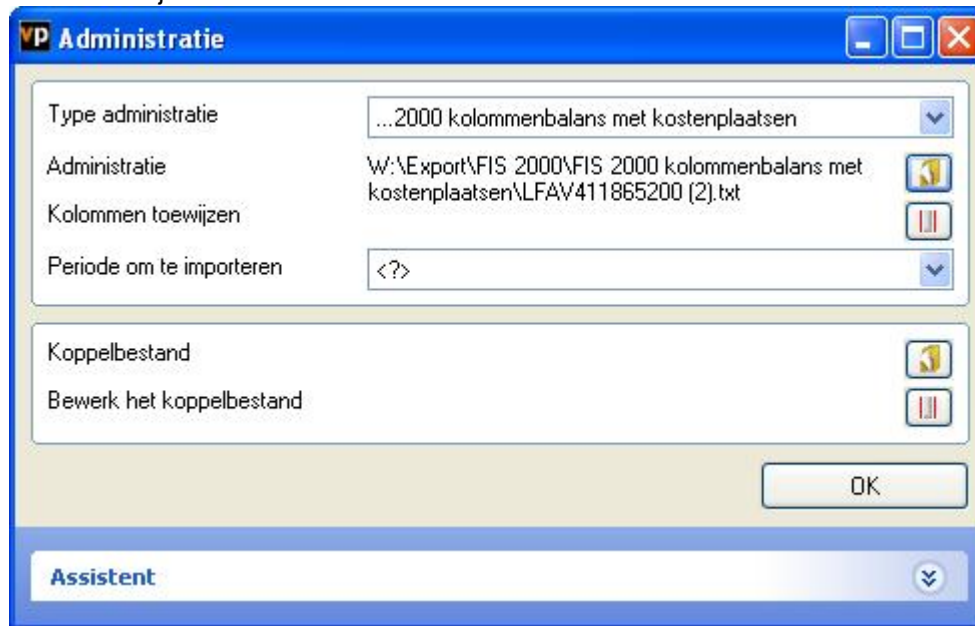 VP Administratie
Type administratie
...2000 kolommenbalans met kostenplaatsen
Administratie
W:\Export\FIS 2000\FIS 2000 kolommenbalans met
kostenplaatsen\LFAV411865200 (2).txt
Kolommen toewijzen
Periode om te importeren
<?>
Koppelbestand
Bewerk het koppelbestand
OK
Assistent